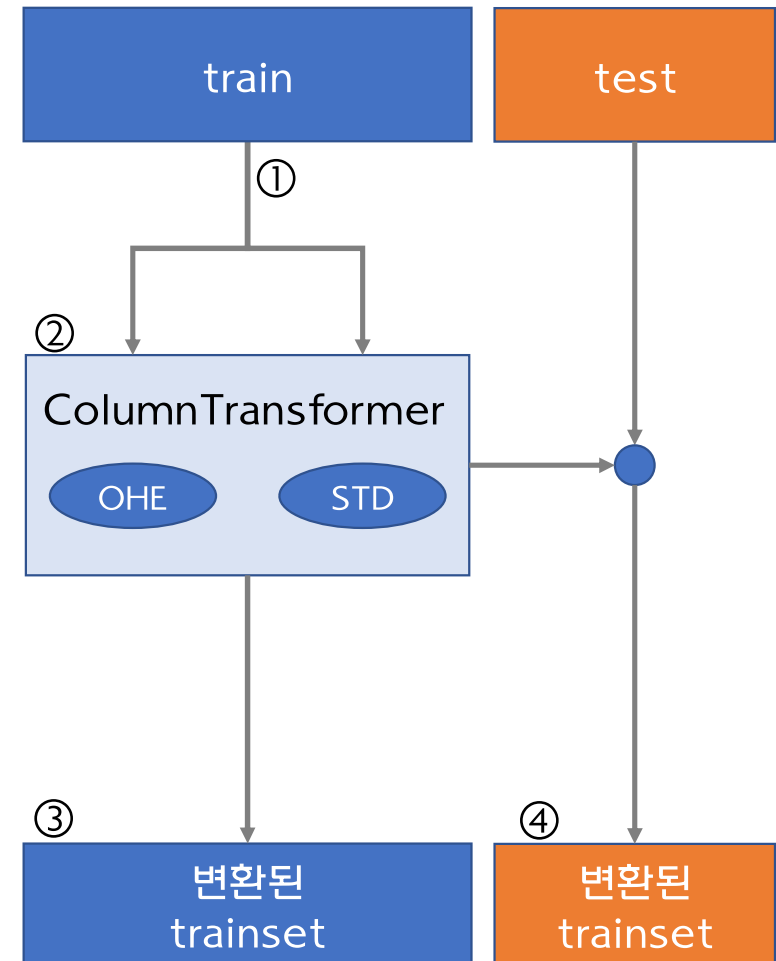 train
test
①
②
ColumnTransformer
OHE
STD
③
④
변환된
trainset
변환된
trainset